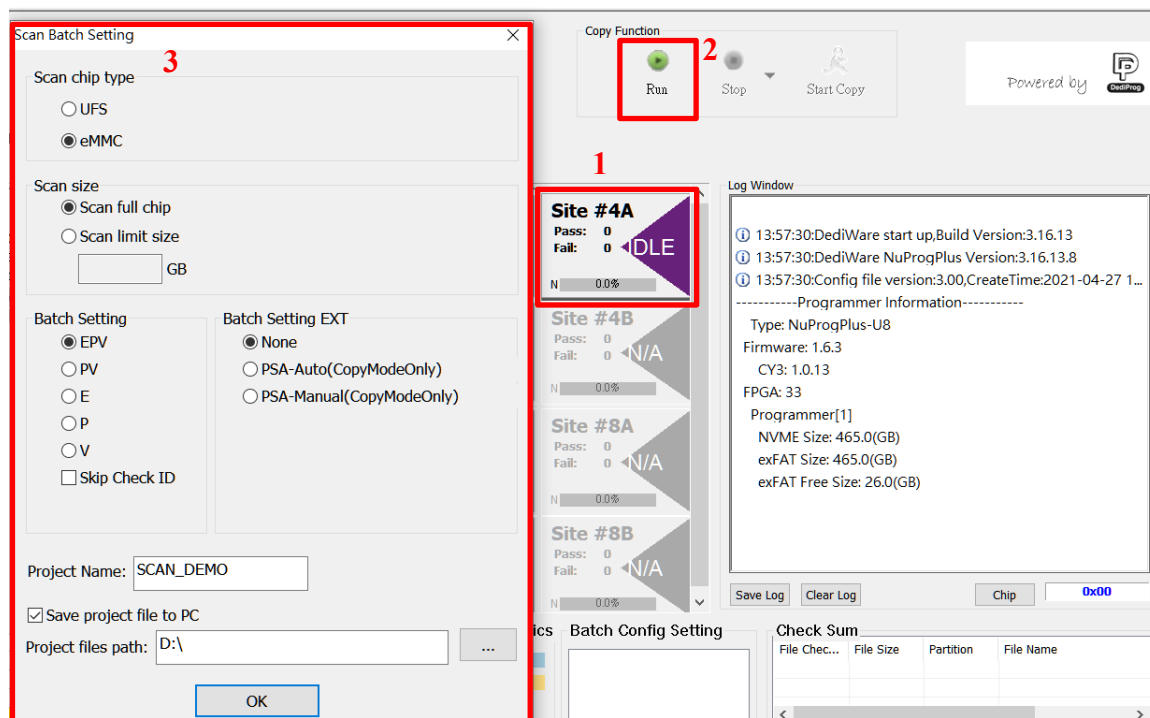 Scan Batch Setting
3
Scan chip type
UFS
eMMC
Scan size
Scan full chip
Scan limit size
GB
Batch Setting
EPV
PV
E
P
V
Skip Check ID
Batch Setting EXT
None
PSA-Auto(CopyModeOnly)
PSA-Manual(CopyModeOnly)
Project Name: SCAN_DEMO
Save project file to PC
Project files path: D:\
...
OK
Copy Function
2
Run
Stop
Start Copy
Powered by
DediProg
1
Site #4A
Pass: 0
Fail: 0
IDLE
N 0.0%
Site #4B
Pass: 0
Fail: 0
N/A
N 0.0%
Site #8A
Pass: 0
Fail: 0
N/A
N 0.0%
Site #8B
Pass: 0
Fail: 0
N/A
N 0.0%
Log Window
13:57:30:DediWare start up,Build Version:3.16.13
13:57:30:DediWare NuProgPlus Version:3.16.13.8
13:57:30:Config file version:3.00,CreateTime:2021-04-27 1...
-----------Programmer Information-----------
Type: NuProgPlus-U8
Firmware: 1.6.3
CY3: 1.0.13
FPGA: 33
Programmer[1]
NVME Size: 465.0(GB)
exFAT Size: 465.0(GB)
exFAT Free Size: 26.0(GB)
Save Log
Clear Log
Chip
0x00
ics
Batch Config Setting
Check Sum
File Chec... File Size Partition File Name